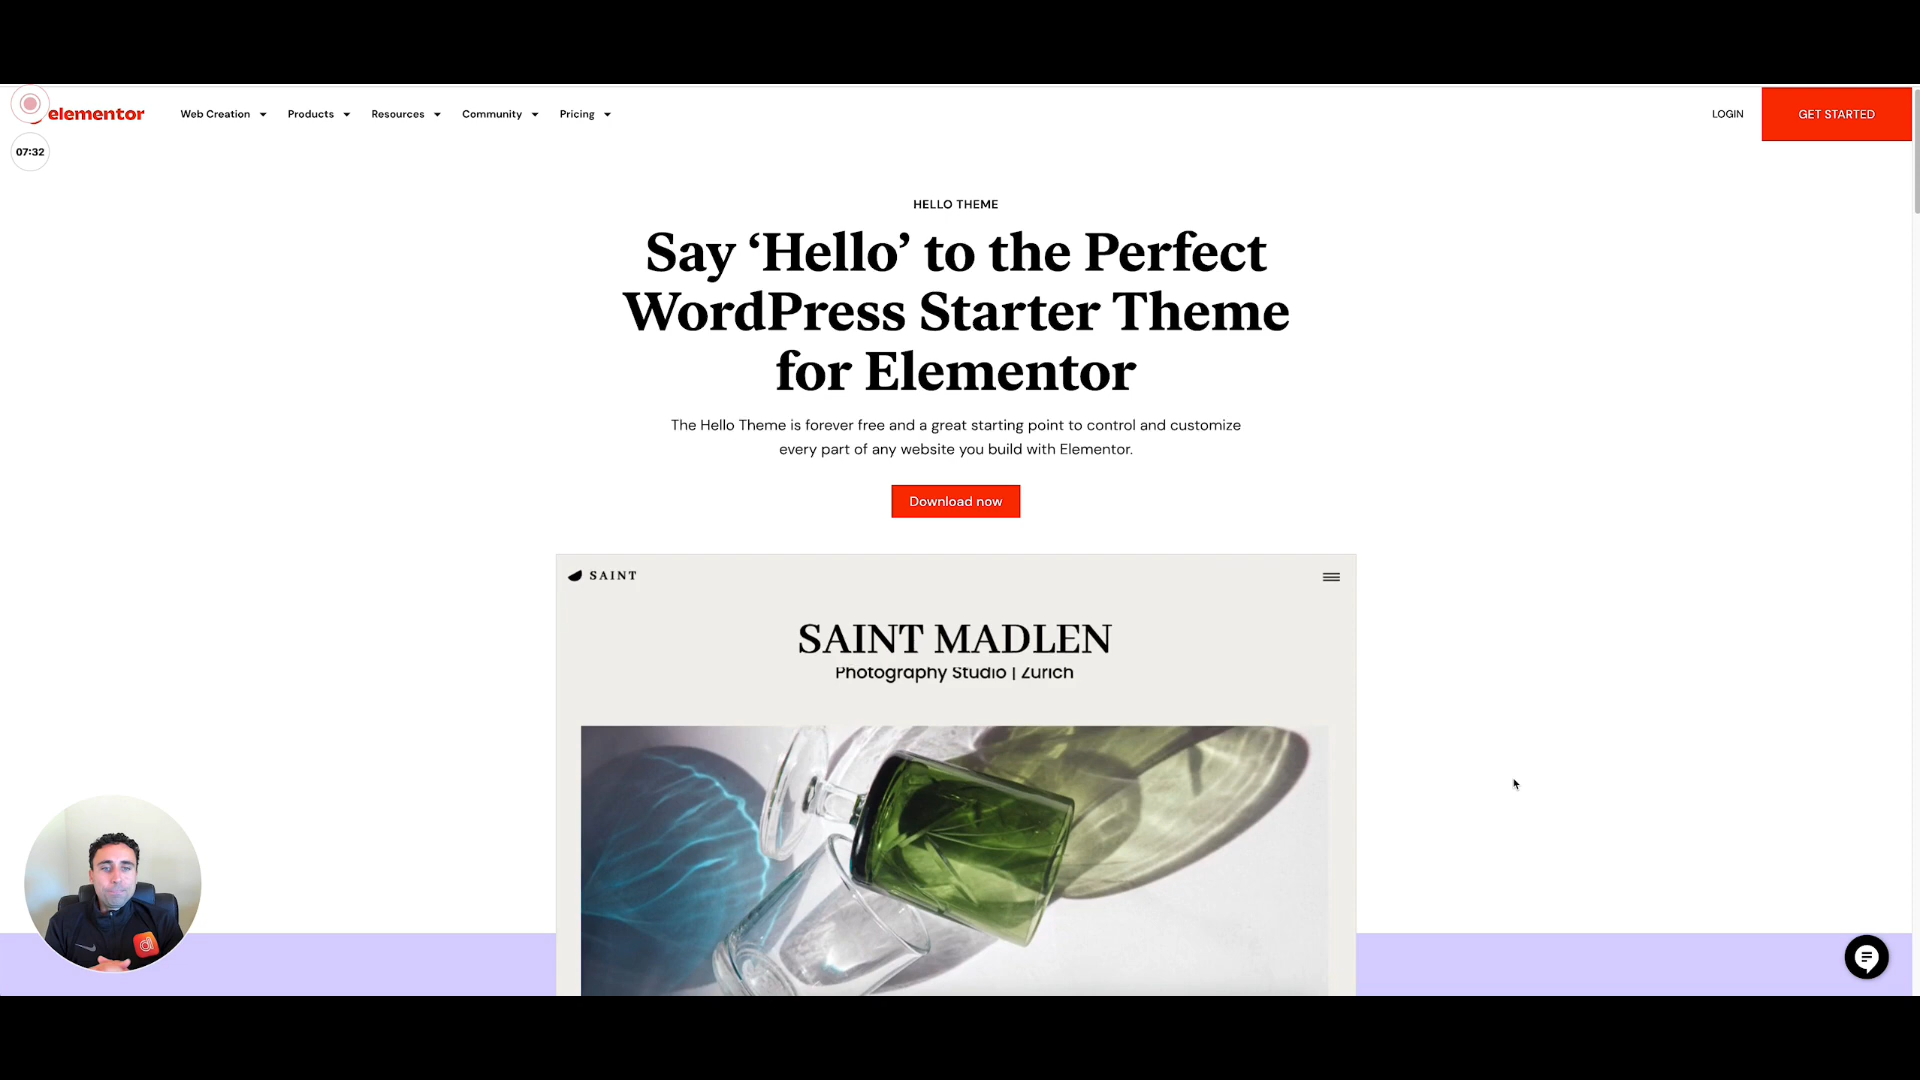 elementor
Web Creation
Products
Resources
Community
Pricing
LOGIN
GET STARTED
07:32
HELLO THEME
Say ‘Hello’ to the Perfect
WordPress Starter Theme
for Elementor
The Hello Theme is forever free and a great starting point to control and customize
every part of any website you build with Elementor.
Download now
SAINT
SAINT MADLEN
Photography Studio | Zurich